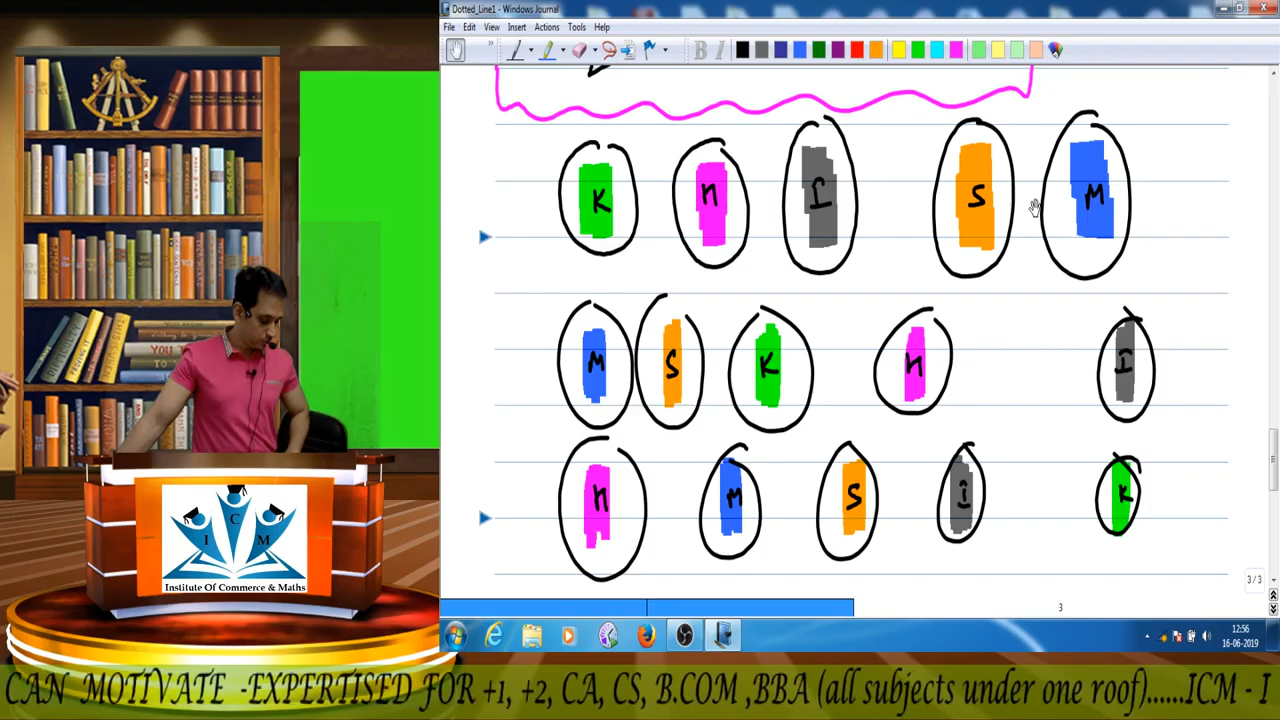 Dotted_Line1 - Windows Journal
File Edit View Insert Actions Tools Help
B I
K n I S M
M S K n I
n M S I K
YOU
TO
I C M
Institute Of Commerce & Maths
3 / 3
3
12:56
16-06-2019
CAN MOTIVATE -EXPERTISED FOR +1, +2, CA, CS, B.COM ,BBA (all subjects under one roof)......ICM - I